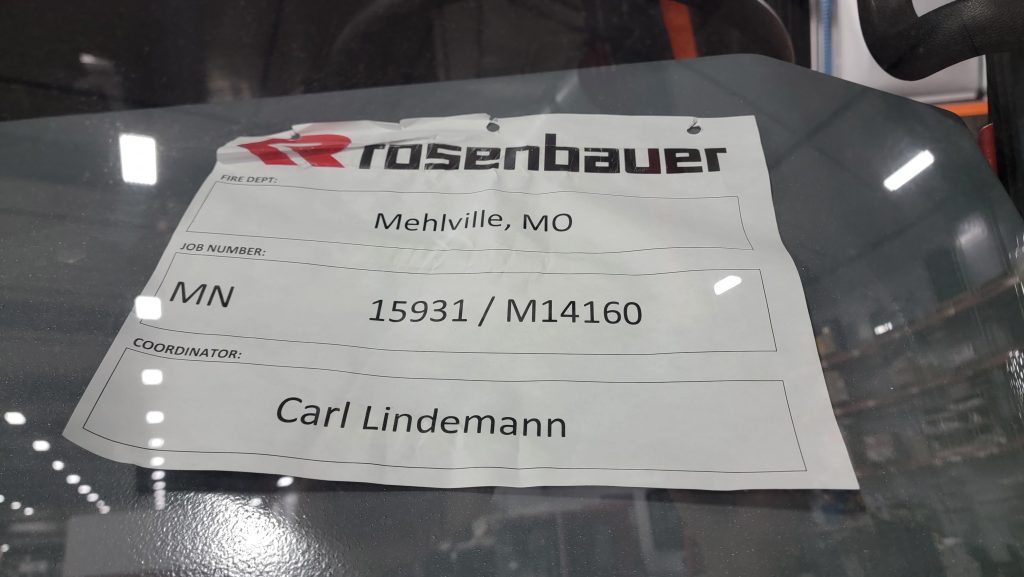 rosenbauer
FIRE DEPT:
Mehlville, MO
JOB NUMBER:
MN 15931 / M14160
COORDINATOR:
Carl Lindemann